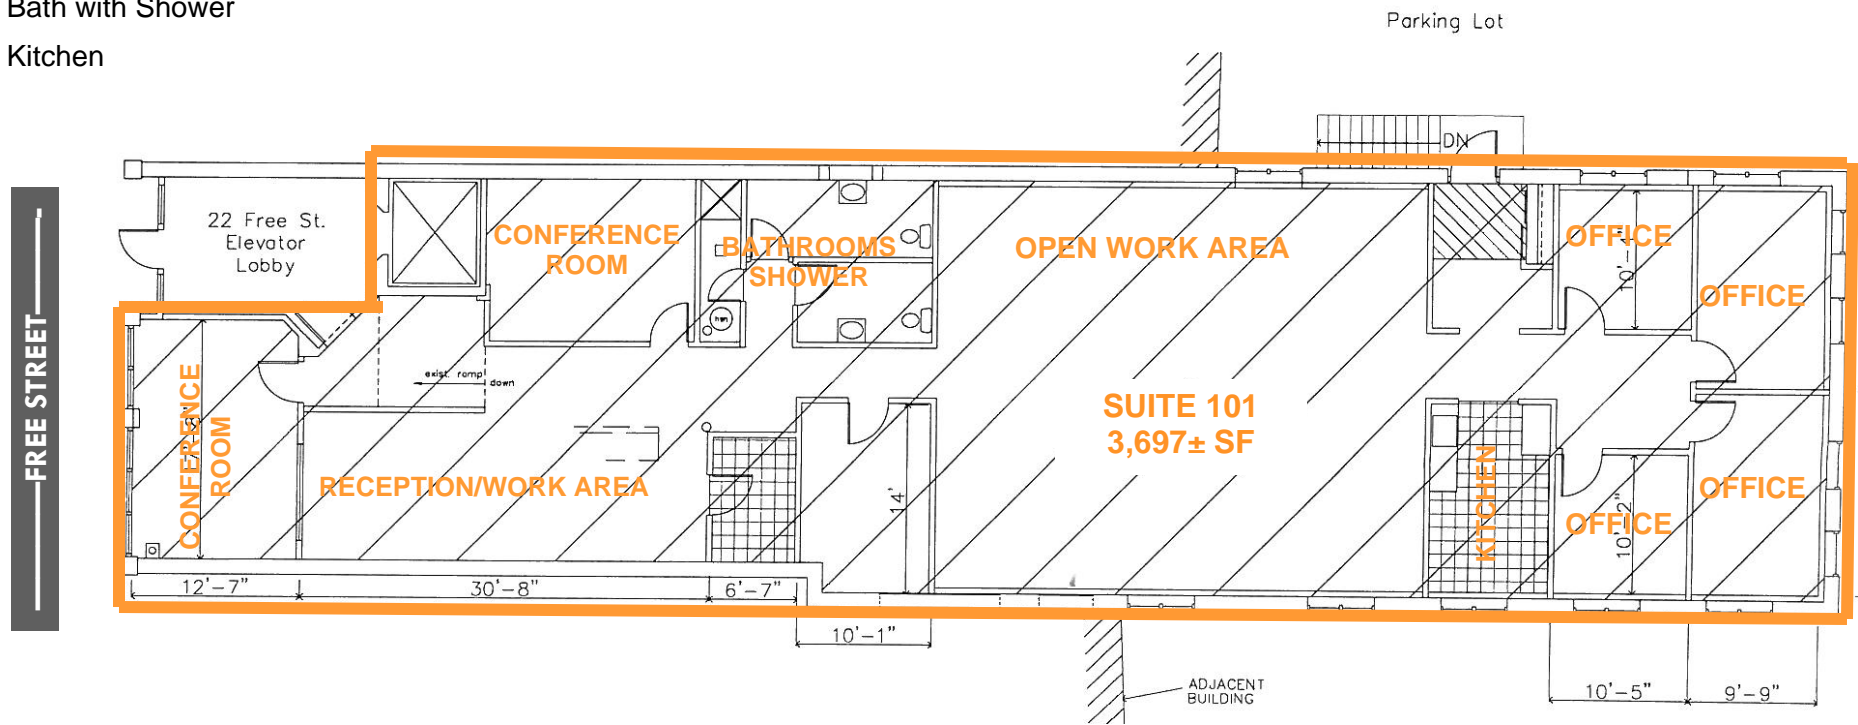 Bath with Shower
Kitchen
Parking Lot
DN
22 Free St.
Elevator
Lobby
CONFERENCE
ROOM
BATHROOMS
SHOWER
OPEN WORK AREA
OFFICE
10'-4"
OFFICE
exist. ramp
down
FREE STREET
CONFERENCE
ROOM
RECEPTION/WORK AREA
14'
SUITE 101
3,697± SF
KITCHEN
OFFICE
10'-2"
OFFICE
12'-7"
30'-8"
6'-7"
10'-1"
10'-5"
9'-9"
ADJACENT
BUILDING